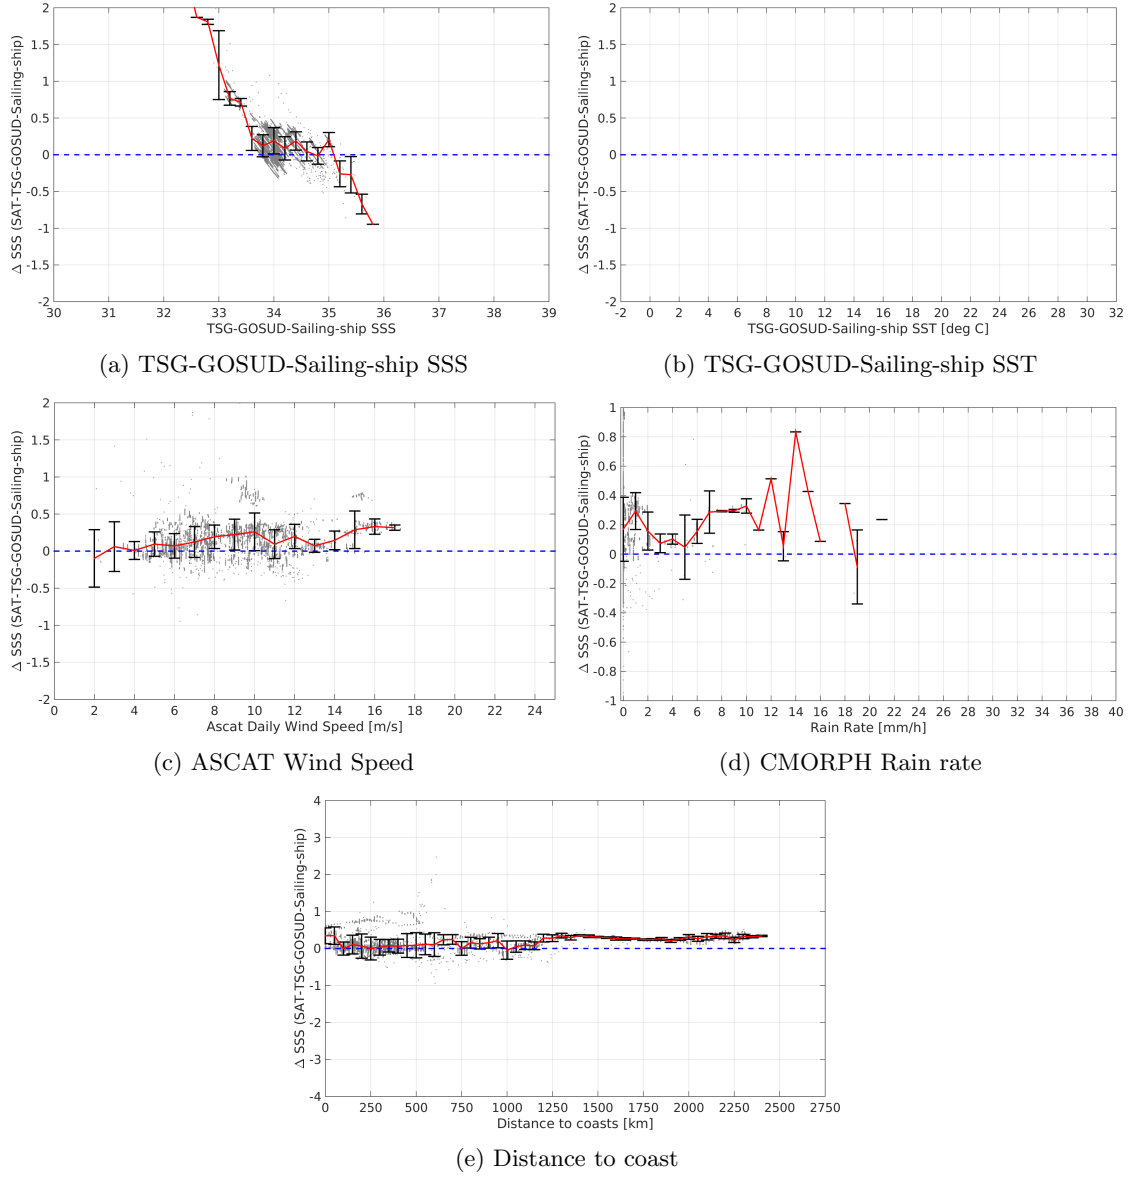 2
1.5
1
0.5
0
-0.5
-1
-1.5
-2
Δ SSS (SAT-TSG-GOSUD-Sailing-ship)
30 31 32 33 34 35 36 37 38 39
TSG-GOSUD-Sailing-ship SSS
(a) TSG-GOSUD-Sailing-ship SSS
2
1.5
1
0.5
0
-0.5
-1
-1.5
-2
Δ SSS (SAT-TSG-GOSUD-Sailing-ship)
-2 0 2 4 6 8 10 12 14 16 18 20 22 24 26 28 30 32
TSG-GOSUD-Sailing-ship SST [deg C]
(b) TSG-GOSUD-Sailing-ship SST
2
1.5
1
0.5
0
-0.5
-1
-1.5
-2
Δ SSS (SAT-TSG-GOSUD-Sailing-ship)
0 2 4 6 8 10 12 14 16 18 20 22 24
Ascat Daily Wind Speed [m/s]
(c) ASCAT Wind Speed
1
0.8
0.6
0.4
0.2
0
-0.2
-0.4
-0.6
-0.8
-1
Δ SSS (SAT-TSG-GOSUD-Sailing-ship)
0 2 4 6 8 10 12 14 16 18 20 22 24 26 28 30 32 34 36 38 40
Rain Rate [mm/h]
(d) CMORPH Rain rate
4
3
2
1
0
-1
-2
-3
-4
Δ SSS (SAT-TSG-GOSUD-Sailing-ship)
0 250 500 750 1000 1250 1500 1750 2000 2250 2500 2750
Distance to coasts [km]
(e) Distance to coast